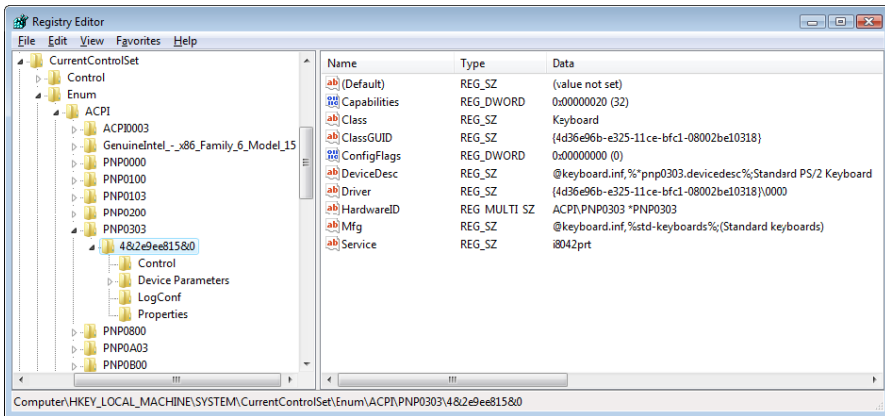 Registry Editor
File Edit View Favorites Help
CurrentControlSet
Control
Enum
ACPI
ACPI0003
GenuineIntel_-_x86_Family_6_Model_15
PNP0000
PNP0100
PNP0103
PNP0200
PNP0303
4&2e9ee815&0
Control
Device Parameters
LogConf
Properties
PNP0800
PNP0A03
PNP0B00
Name Type Data
(Default) REG_SZ (value not set)
Capabilities REG_DWORD 0x00000020 (32)
Class REG_SZ Keyboard
ClassGUID REG_SZ {4d36e96b-e325-11ce-bfc1-08002be10318}
ConfigFlags REG_DWORD 0x00000000 (0)
DeviceDesc REG_SZ @keyboard.inf,%*pnp0303.devicedesc%;Standard PS/2 Keyboard
Driver REG_SZ {4d36e96b-e325-11ce-bfc1-08002be10318}\0000
HardwareID REG_MULTI_SZ ACPI\PNP0303 *PNP0303
Mfg REG_SZ @keyboard.inf,%std-keyboards%;(Standard keyboards)
Service REG_SZ i8042prt
Computer\HKEY_LOCAL_MACHINE\SYSTEM\CurrentControlSet\Enum\ACPI\PNP0303\4&2e9ee815&0